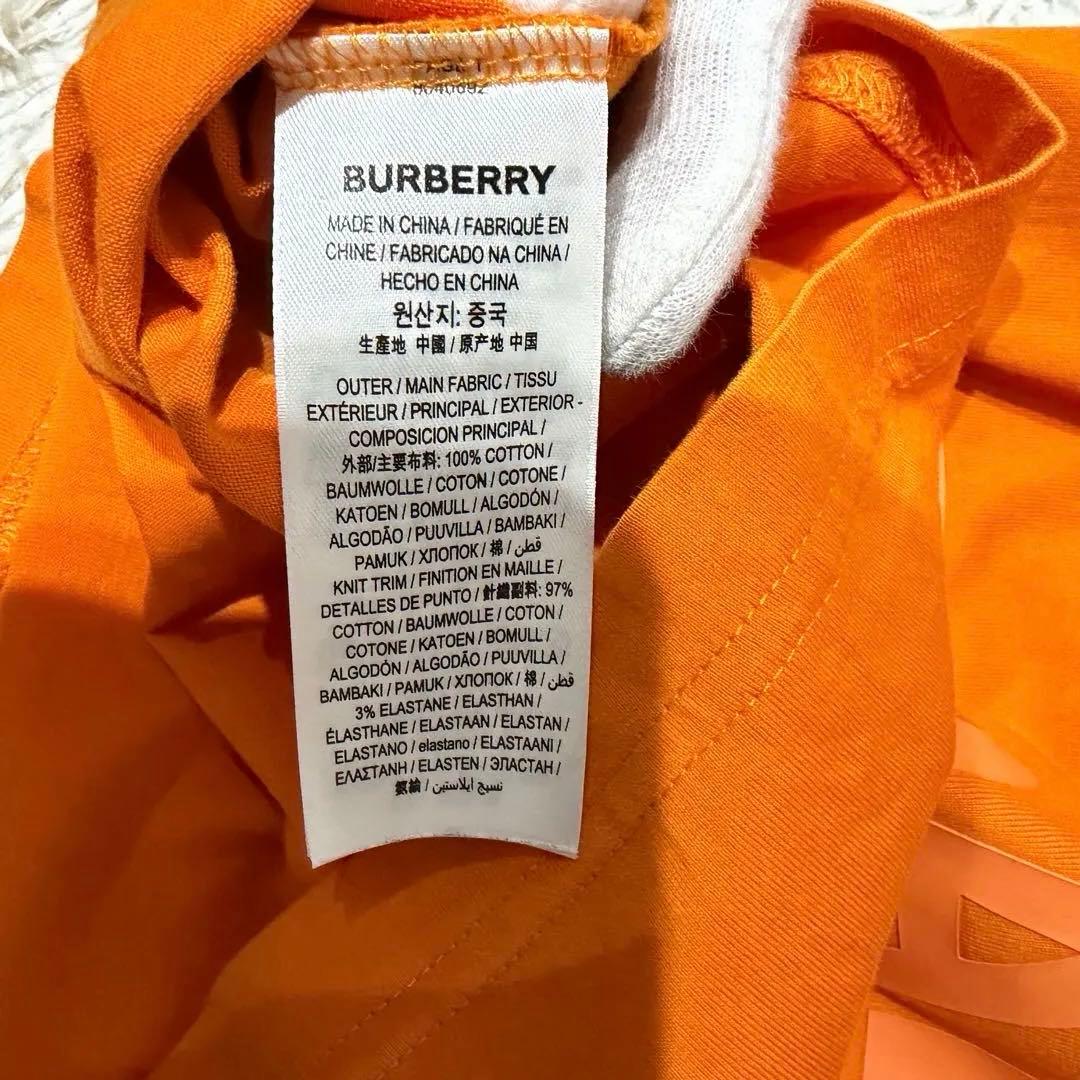 BURBERRY
MADE IN CHINA / FABRIQUÉ EN
CHINE / FABRICADO NA CHINA /
HECHO EN CHINA
원산지: 중국
生產地 中國 / 原产地 中国
OUTER / MAIN FABRIC / TISSU
EXTÉRIEUR / PRINCIPAL / EXTERIOR -
COMPOSICION PRINCIPAL /
外部/主要布料: 100% COTTON /
BAUMWOLLE / COTON / COTONE /
KATOEN / BOMULL / ALGODÓN /
ALGODÃO / PUUVILLA / BAMBAKI /
PAMUK / ХЛОПОК / 棉 / قطن
KNIT TRIM / FINITION EN MAILLE /
DETALLES DE PUNTO / 針織副料: 97%
COTTON / BAUMWOLLE / COTON /
COTONE / KATOEN / BOMULL /
ALGODÓN / ALGODÃO / PUUVILLA /
BAMBAKI / PAMUK / ХЛОПОК / 棉 / قطن
3% ELASTANE / ELASTHAN /
ÉLASTHANE / ELASTAAN / ELASTAN /
ELASTANO / elastano / ELASTAANI /
ΕΛΑΣΤΑΝΗ / ELASTEN / ЭЛАСТАН /
氨綸 / نسيج ايلاستين